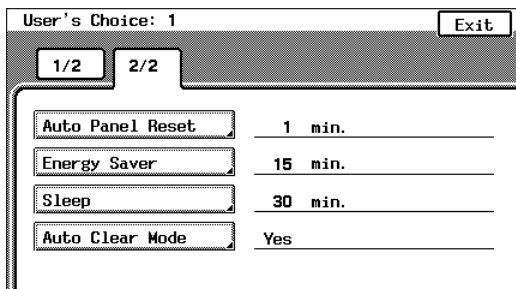 User's Choice: 1
Exit
1/2 2/2
Auto Panel Reset 1 min.
Energy Saver 15 min.
Sleep 30 min.
Auto Clear Mode Yes